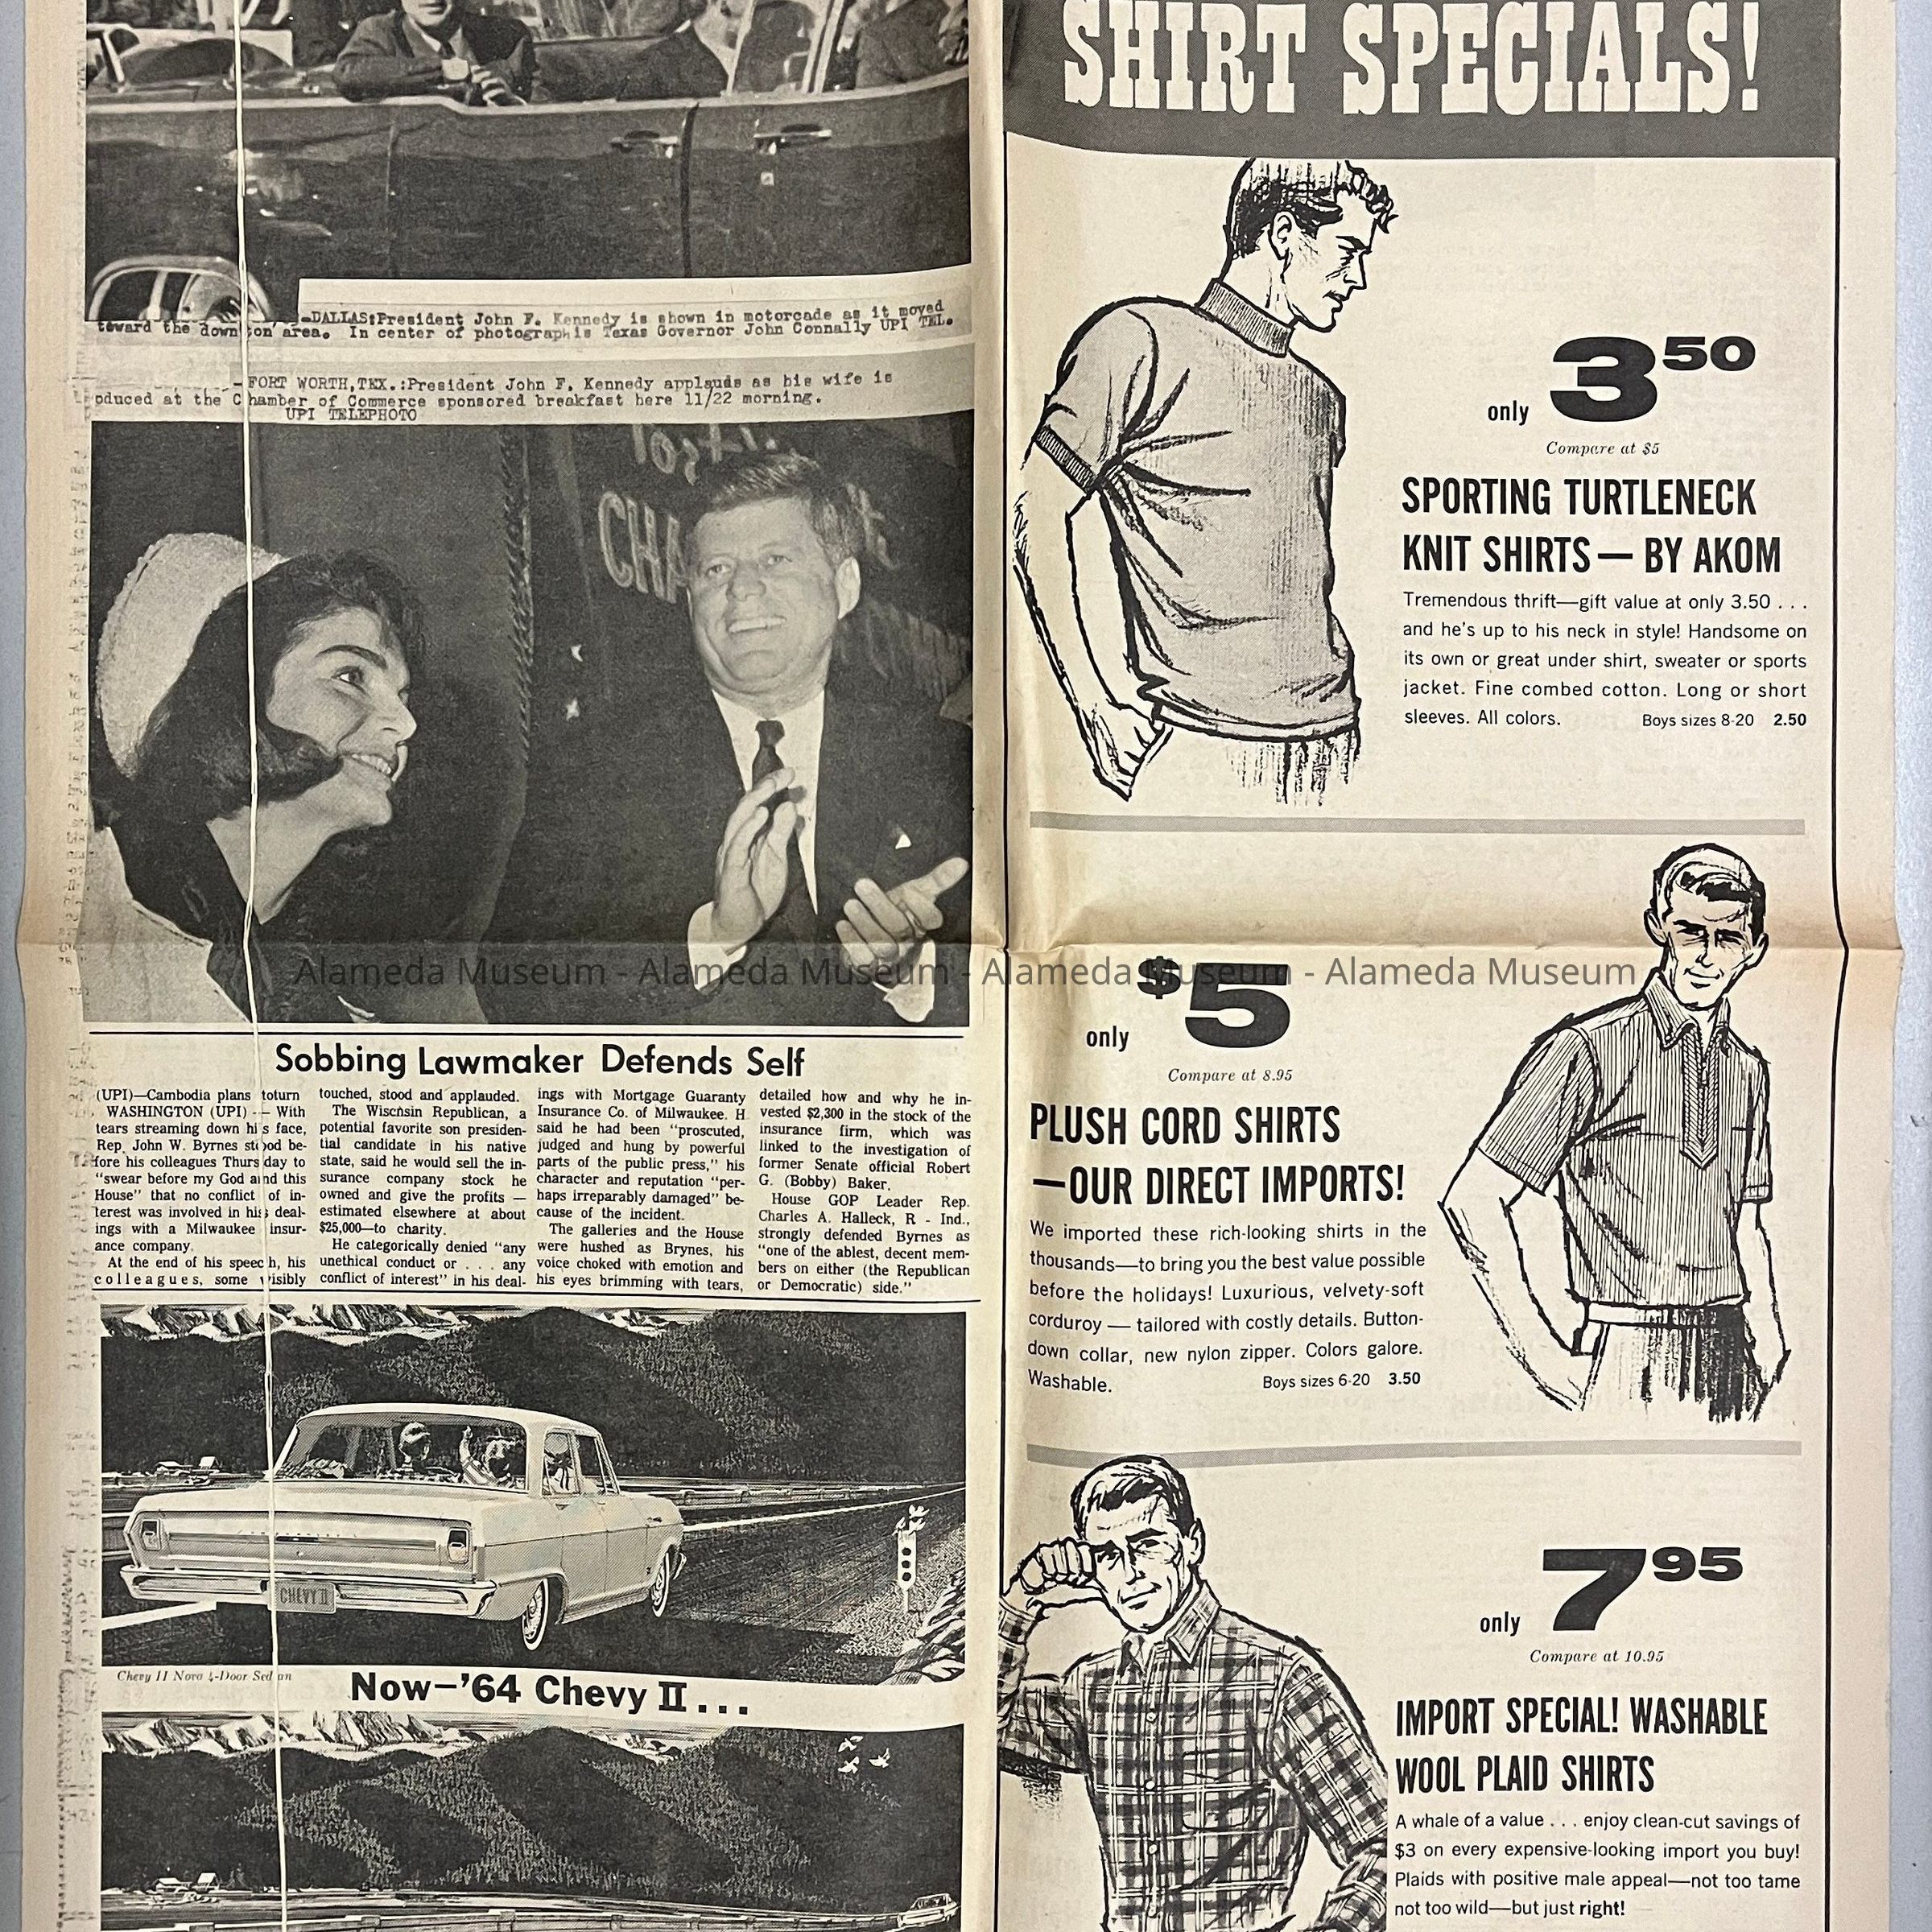 -DALLAS:President John F. Kennedy is shown in motorcade as it moved
toward the down on' area. In center of photograph is Texas Governor John Connally UPI TEL.
-FORT WORTH,TEX.:President John F. Kennedy applauds as his wife is
oduced at the Chamber of Commerce sponsored breakfast here 11/22 morning.
UPI TELEPHOTO
CHA
Sobbing Lawmaker Defends Self
(UPI)—Cambodia plans toturn
WASHINGTON (UPI) -- With
tears streaming down his face,
Rep. John W. Byrnes stood be-
fore his colleagues Thursday to
"swear before my God and this
House" that no conflict of in-
terest was involved in his deal-
ings with a Milwaukee insur-
ance company.
At the end of his speech, his
colleagues, some visibly
touched, stood and applauded.
The Wiscnsin Republican, a
potential favorite son presiden-
tial candidate in his native
state, said he would sell the in-
surance company stock he
owned and give the profits —
estimated elsewhere at about
$25,000—to charity.
He categorically denied "any
unethical conduct or . . . any
conflict of interest" in his deal-
ings with Mortgage Guaranty
Insurance Co. of Milwaukee. H
said he had been "proscuted,
judged and hung by powerful
parts of the public press," his
character and reputation "per-
haps irreparably damaged" be-
cause of the incident.
The galleries and the House
were hushed as Brynes, his
voice choked with emotion and
his eyes brimming with tears,
detailed how and why he in-
vested $2,300 in the stock of the
insurance firm, which was
linked to the investigation of
former Senate official Robert
G. (Bobby) Baker.
House GOP Leader Rep.
Charles A. Halleck, R - Ind.,
strongly defended Byrnes as
"one of the ablest, decent mem-
bers on either (the Republican
or Democratic) side."
CHEVY II
Chevy II Nova 4-Door Sedan
Now—'64 Chevy II...
SHIRT SPECIALS!
only 3 50
Compare at $5
SPORTING TURTLENECK
KNIT SHIRTS — BY AKOM
Tremendous thrift—gift value at only 3.50 . . .
and he's up to his neck in style! Handsome on
its own or great under shirt, sweater or sports
jacket. Fine combed cotton. Long or short
sleeves. All colors. Boys sizes 8-20 2.50
only $5
Compare at 8.95
PLUSH CORD SHIRTS
—OUR DIRECT IMPORTS!
We imported these rich-looking shirts in the
thousands—to bring you the best value possible
before the holidays! Luxurious, velvety-soft
corduroy — tailored with costly details. Button-
down collar, new nylon zipper. Colors galore.
Washable. Boys sizes 6-20 3.50
only 7 95
Compare at 10.95
IMPORT SPECIAL! WASHABLE
WOOL PLAID SHIRTS
A whale of a value . . . enjoy clean-cut savings of
$3 on every expensive-looking import you buy!
Plaids with positive male appeal—not too tame
not too wild—but just right!
Alameda Museum - Alameda Museum - Alameda Museum - Alameda Museum